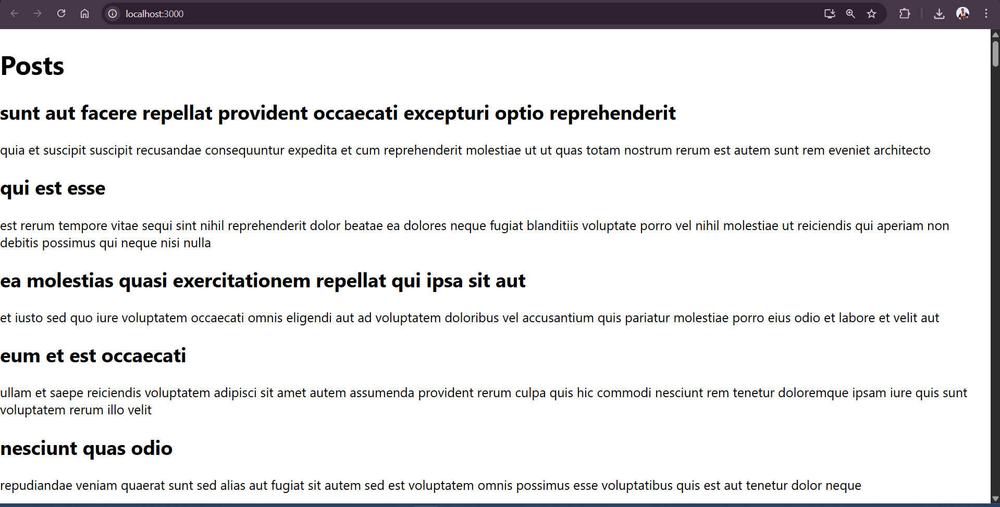 localhost:3000
Posts
sunt aut facere repellat provident occaecati excepturi optio reprehenderit
quia et suscipit suscipit recusandae consequuntur expedita et cum reprehenderit molestiae ut ut quas totam nostrum rerum est autem sunt rem eveniet architecto
qui est esse
est rerum tempore vitae sequi sint nihil reprehenderit dolor beatae ea dolores neque fugiat blanditiis voluptate porro vel nihil molestiae ut reiciendis qui aperiam non
debitis possimus qui neque nisi nulla
ea molestias quasi exercitationem repellat qui ipsa sit aut
et iusto sed quo iure voluptatem occaecati omnis eligendi aut ad voluptatem doloribus vel accusantium quis pariatur molestiae porro eius odio et labore et velit aut
eum et est occaecati
ullam et saepe reiciendis voluptatem adipisci sit amet autem assumenda provident rerum culpa quis hic commodi nesciunt rem tenetur doloremque ipsam iure quis sunt
voluptatem rerum illo velit
nesciunt quas odio
repudiandae veniam quaerat sunt sed alias aut fugiat sit autem sed est voluptatem omnis possimus esse voluptatibus quis est aut tenetur dolor neque